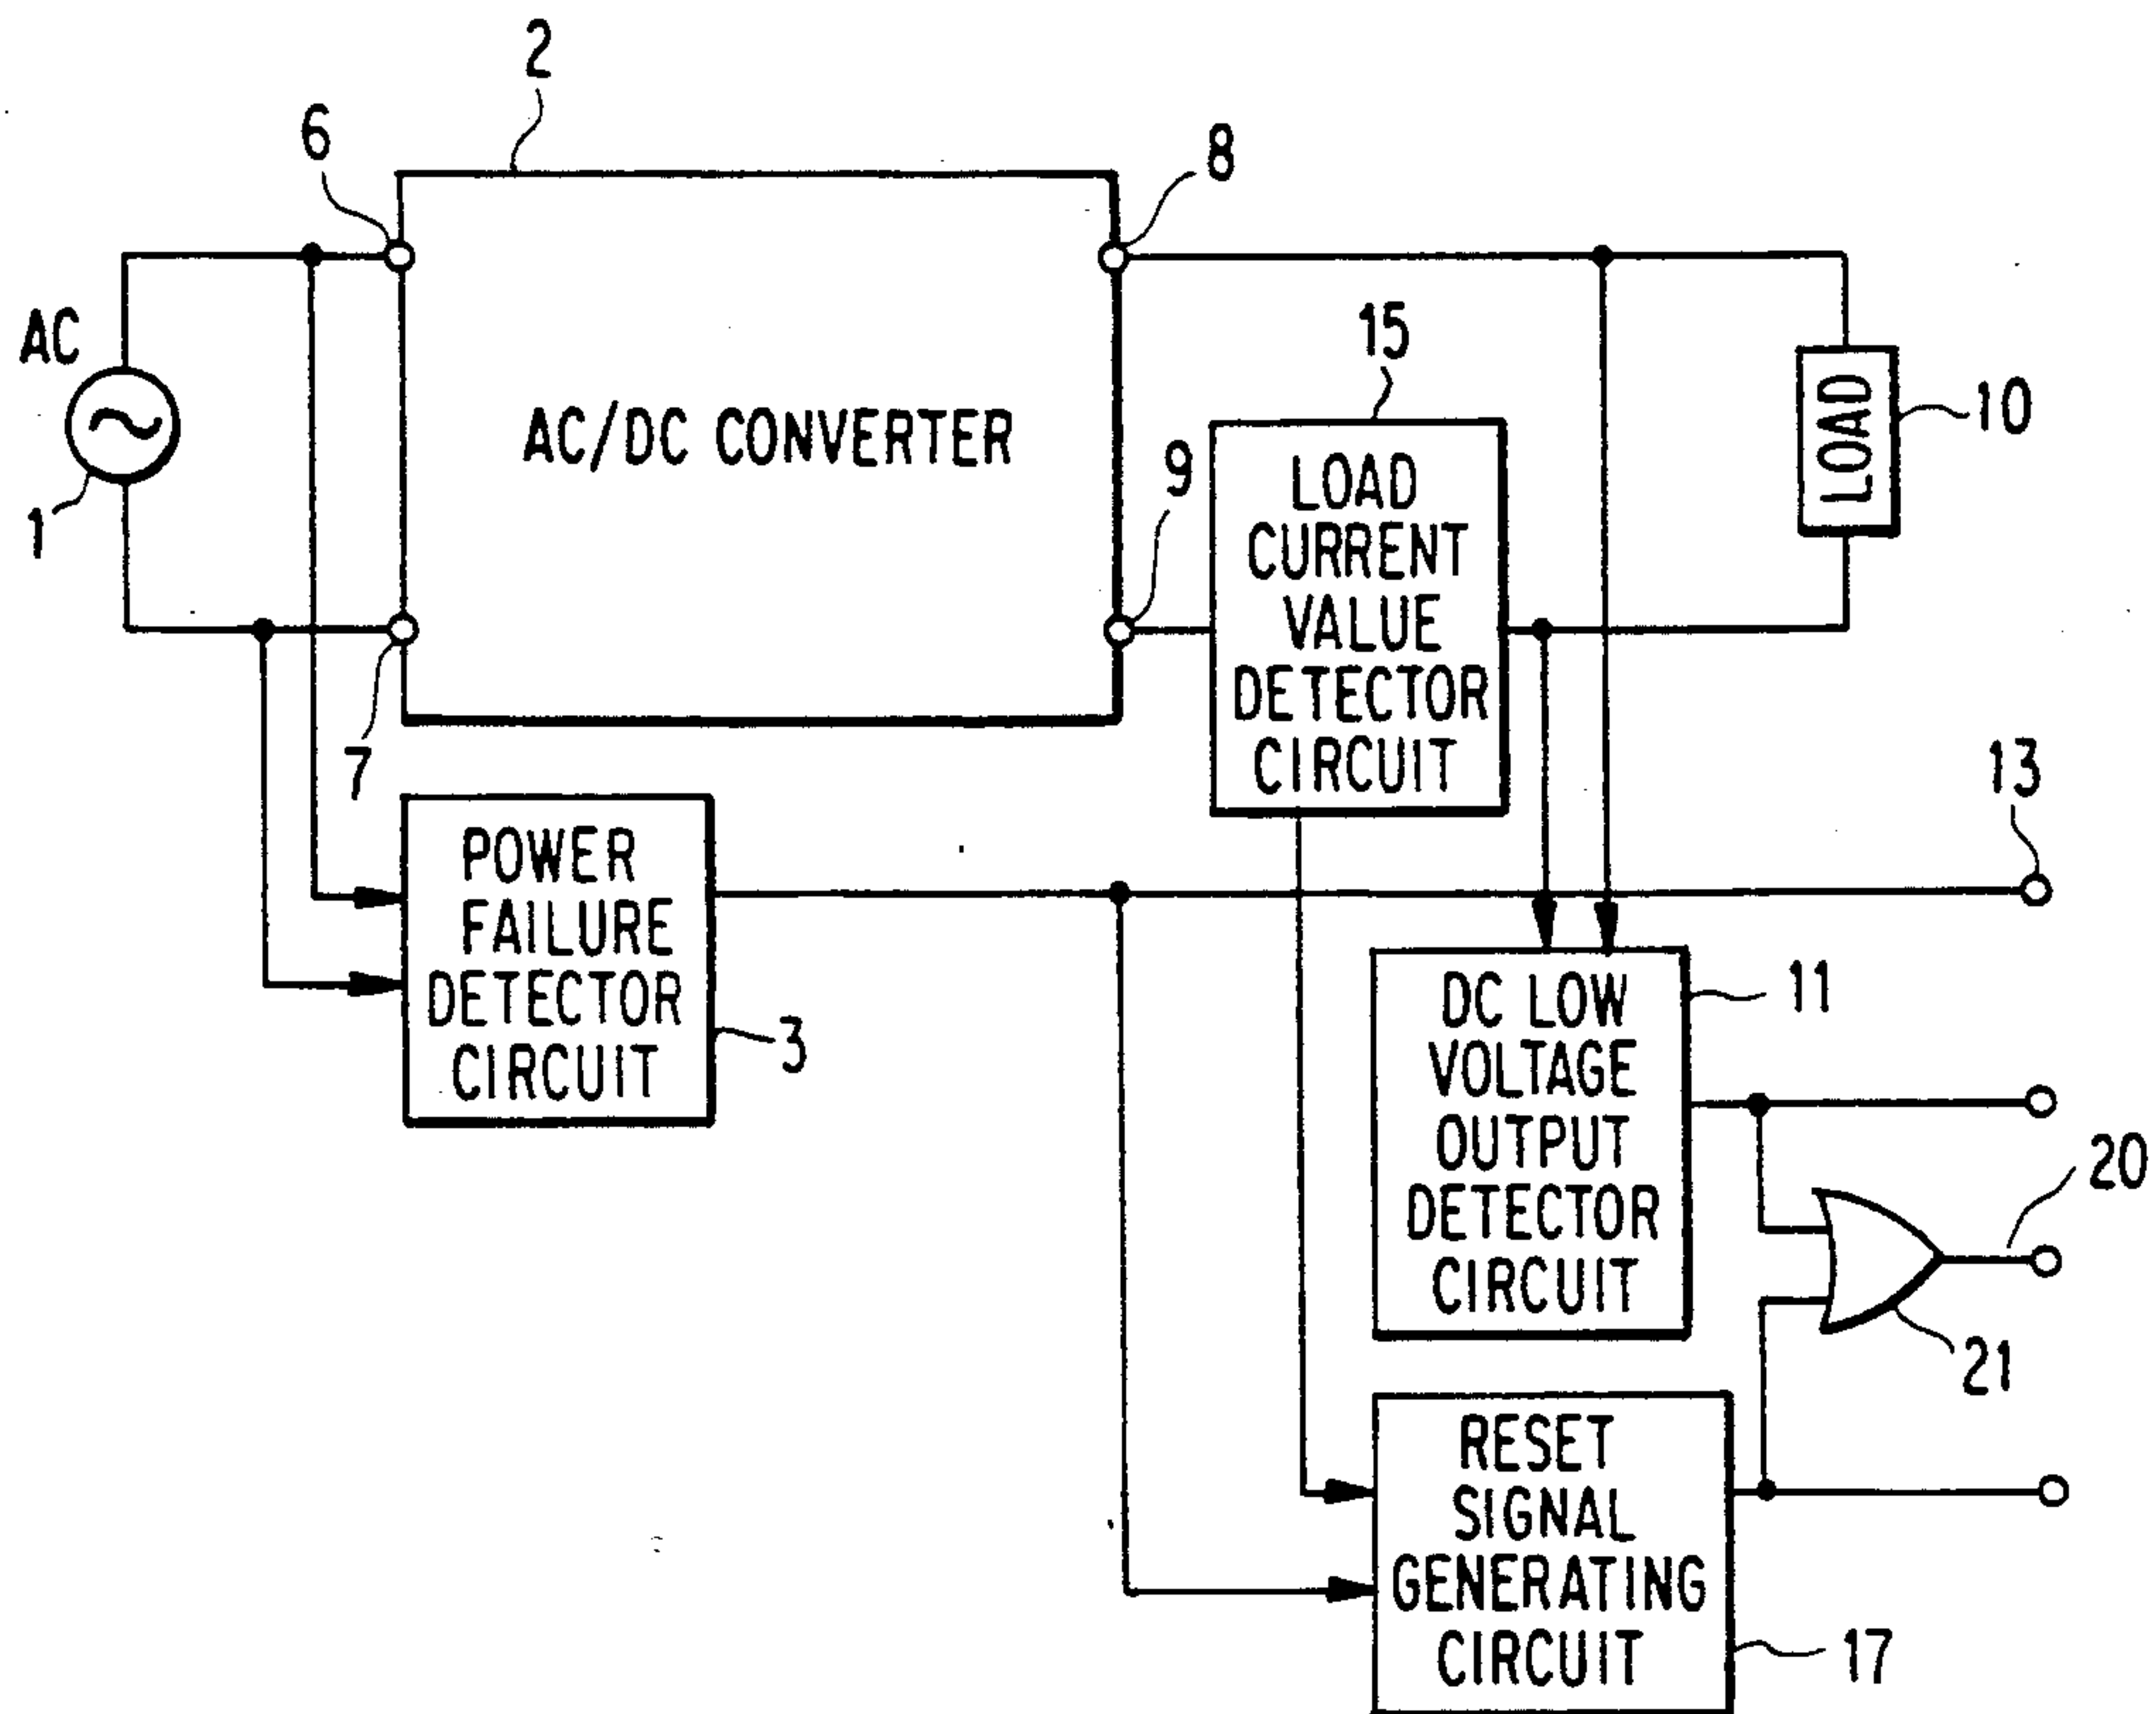 2
6
8
AC
1
AC/DC CONVERTER
15
LOAD
10
9
LOAD
CURRENT
VALUE
DETECTOR
CIRCUIT
7
13
POWER
FAILURE
DETECTOR
CIRCUIT
3
DC LOW
VOLTAGE
OUTPUT
DETECTOR
CIRCUIT
11
20
21
RESET
SIGNAL
GENERATING
CIRCUIT
17